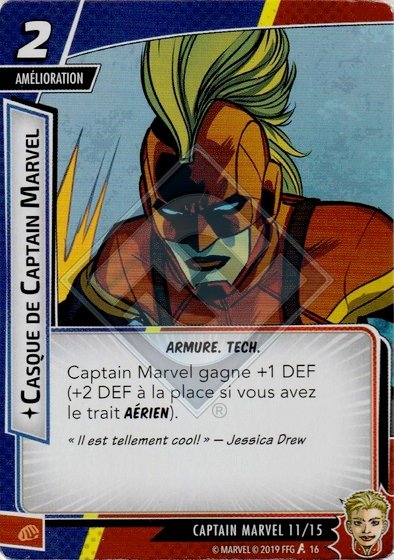 2
AMÉLIORATION
CASQUE DE CAPTAIN MARVEL
ARMURE. TECH.
Captain Marvel gagne +1 DEF
(+2 DEF à la place si vous avez
le trait AÉRIEN).
®
« Il est tellement cool! » — Jessica Drew
CAPTAIN MARVEL 11/15
© MARVEL © 2019 FFG 16